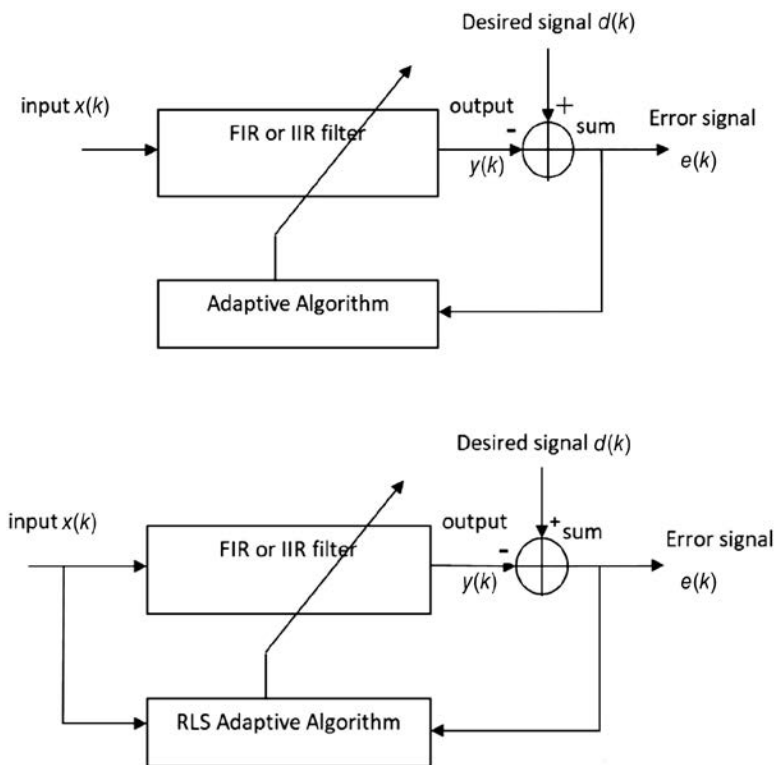 Desired signal d(k)
input x(k)
FIR or IIR filter
output
-
+
sum
Error signal
y(k)
e(k)
Adaptive Algorithm
Desired signal d(k)
input x(k)
FIR or IIR filter
output
-
+
sum
Error signal
y(k)
e(k)
RLS Adaptive Algorithm